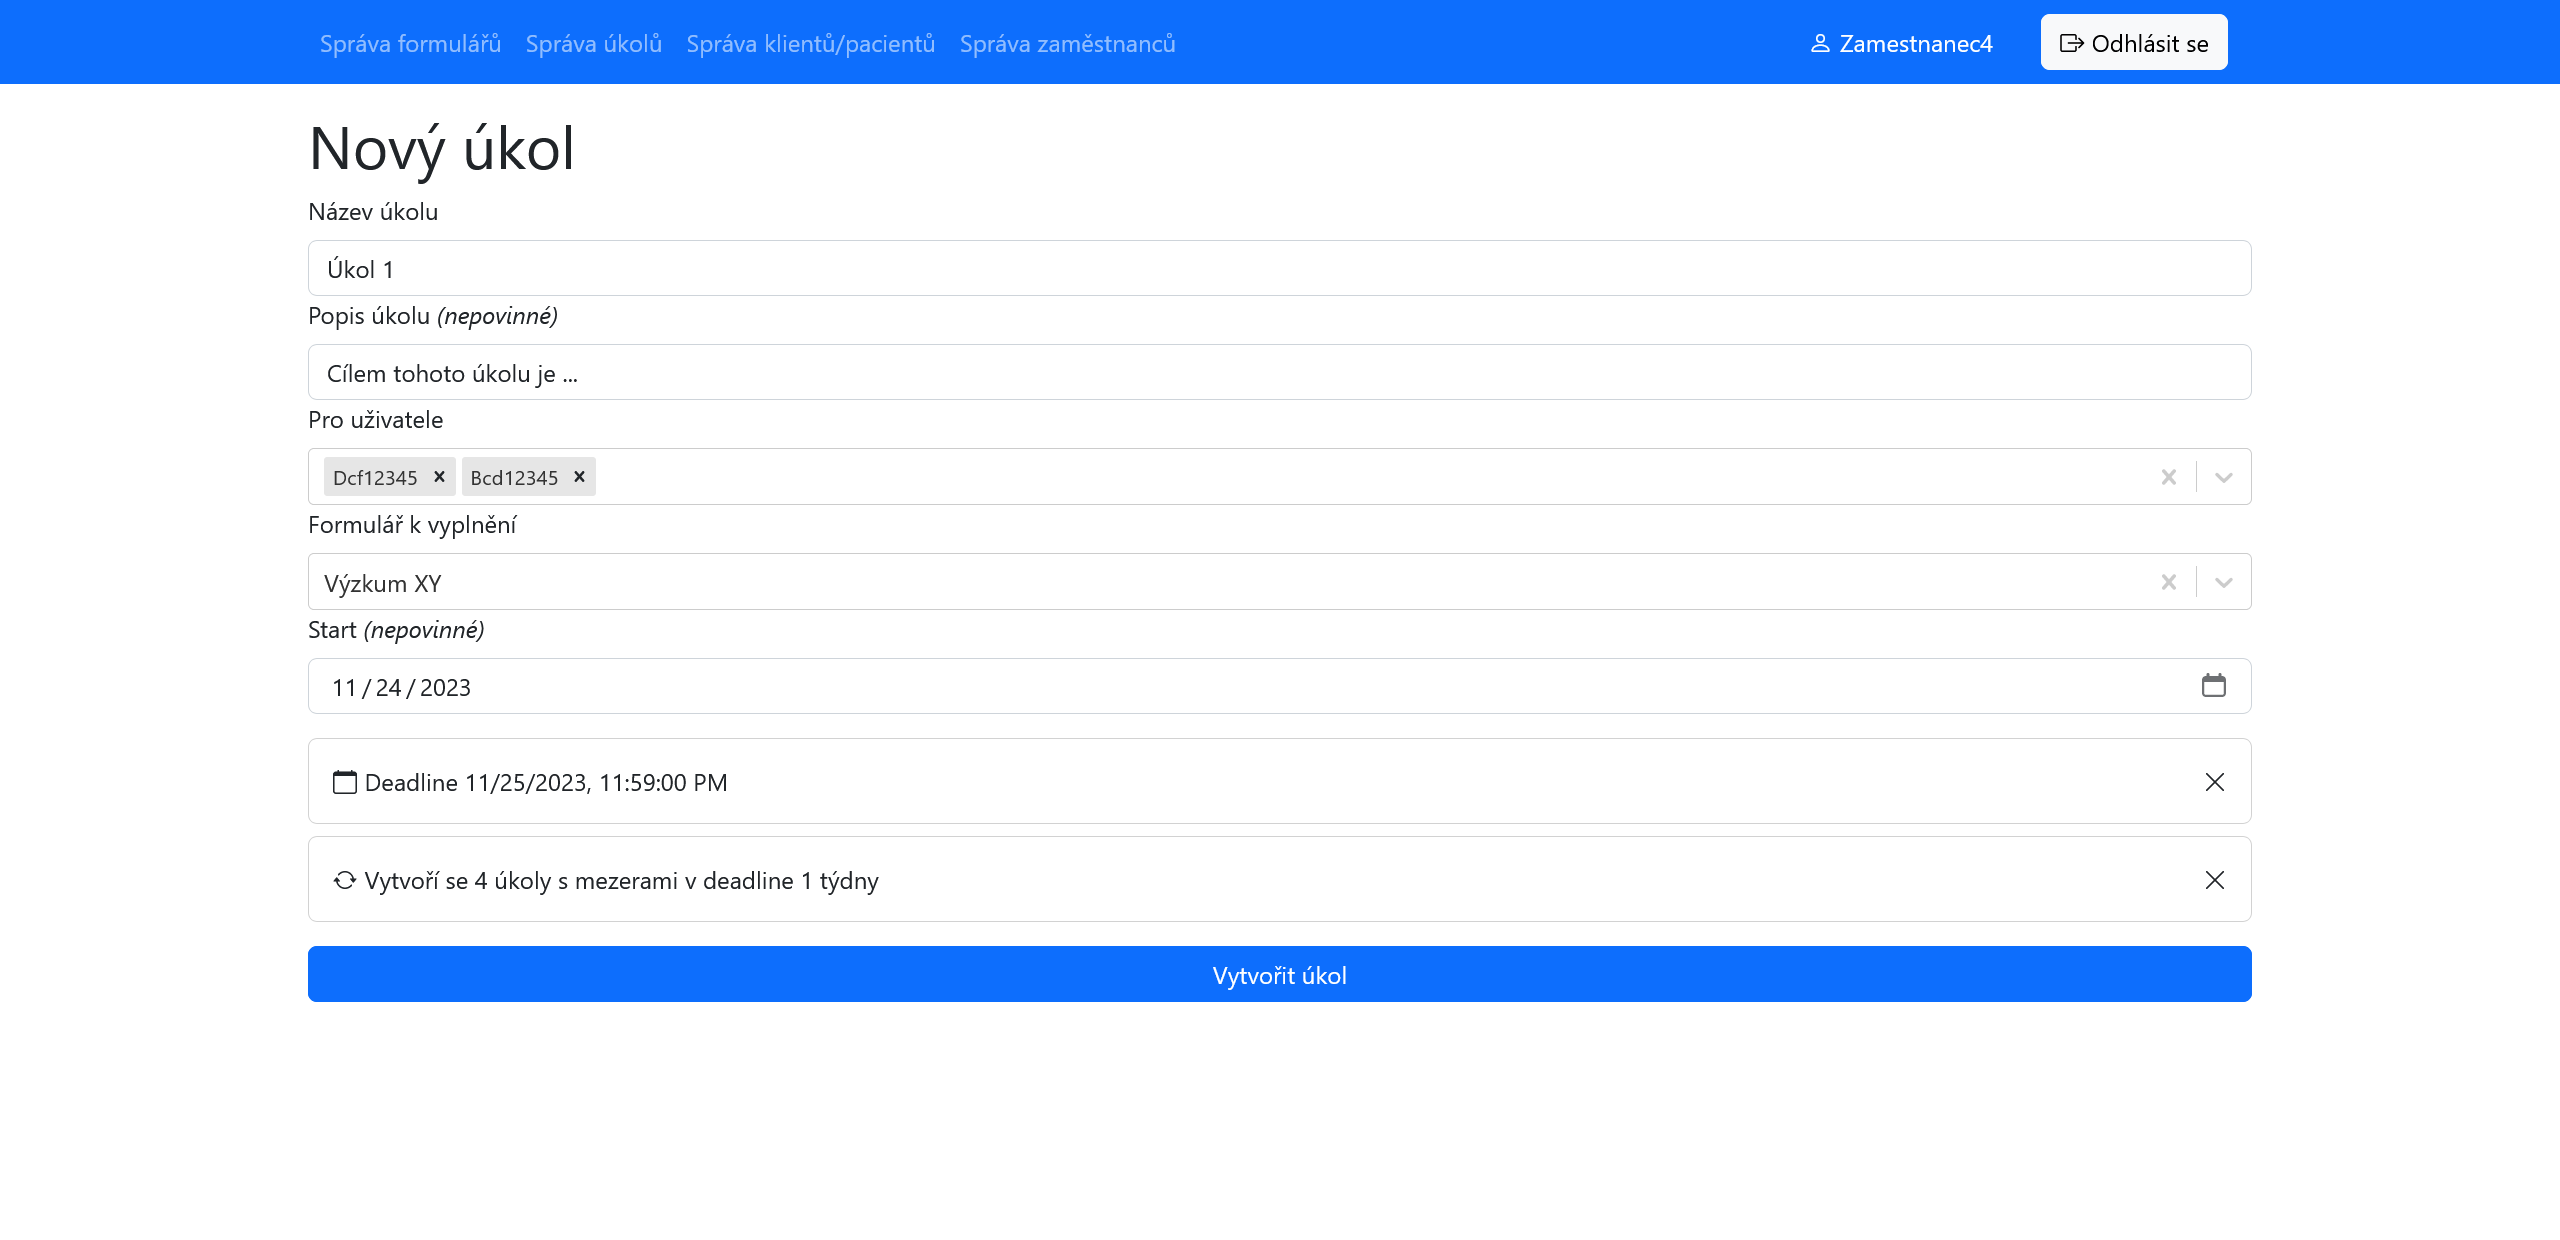 Správa formulářů Správa úkolů Správa klientů/pacientů Správa zaměstnanců Zamestnanec4 Odhlásit se
Nový úkol
Název úkolu
Úkol 1
Popis úkolu (nepovinné)
Cílem tohoto úkolu je ...
Pro uživatele
Dcf12345 Bcd12345
Formulář k vyplnění
Výzkum XY
Start (nepovinné)
11/24/2023
Deadline 11/25/2023, 11:59:00 PM
Vytvoří se 4 úkoly s mezerami v deadline 1 týdny
Vytvořit úkol